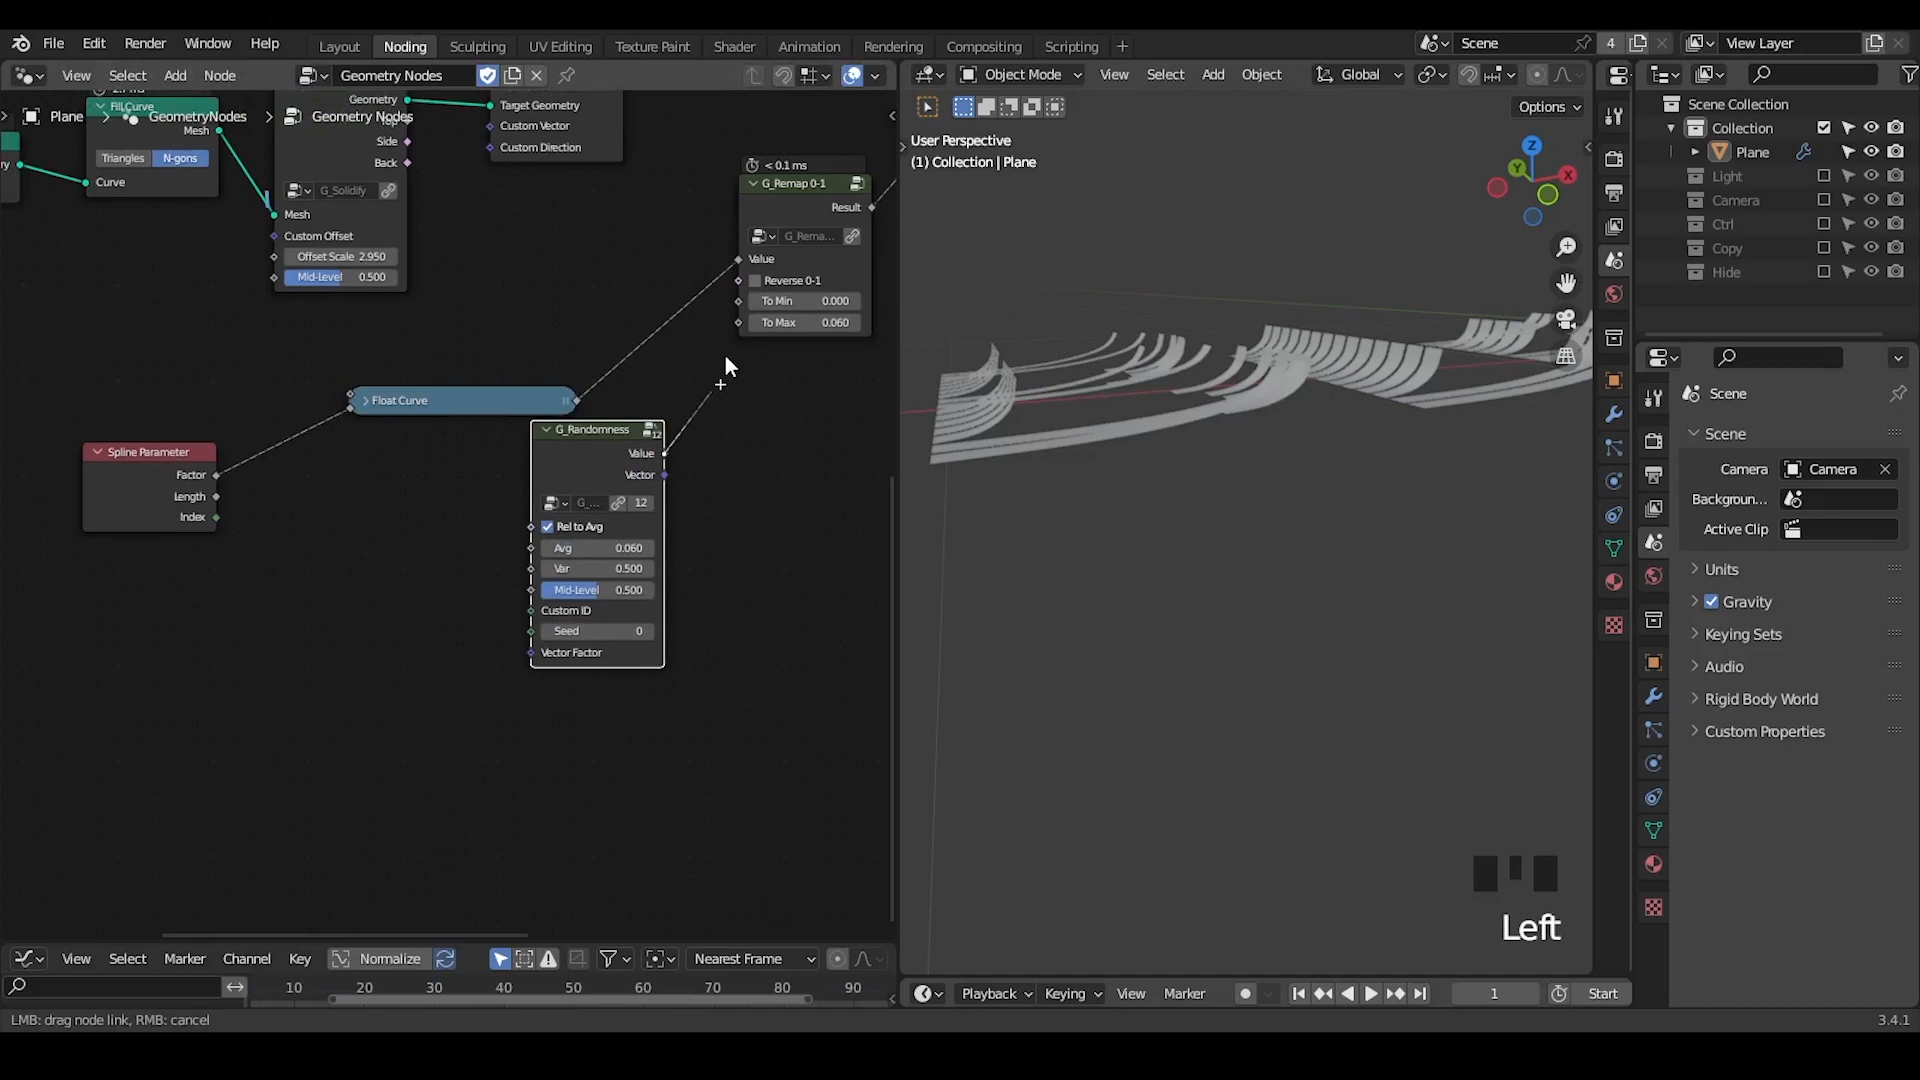 File Edit Render Window Help
Layout Noding Sculpting UV Editing Texture Paint Shader Animation Rendering Compositing Scripting
Scene 4 View Layer
View Select Add Node Geometry Nodes
Object Mode View Select Add Object Global
Options
Plane GeometryNodes Geometry Nodes
Fill Curve
Mesh
Triangles N-gons
Curve
Geometry
Side
Back
G_Solidify
Mesh
Custom Offset
Offset Scale 2.950
Mid-Level 0.500
Target Geometry
Custom Vector
Custom Direction
< 0.1 ms
G_Remap 0-1
Result
G_Rema...
Value
Reverse 0-1
To Min 0.000
To Max 0.060
Float Curve
Spline Parameter
Factor
Length
Index
G_Randomness
Value
Vector
G_... 12
Rel to Avg
Avg 0.060
Var 0.500
Mid-Level 0.500
Custom ID
Seed 0
Vector Factor
User Perspective
(1) Collection | Plane
Z
Y
X
Left
Scene Collection
Collection
Plane
Light
Camera
Ctrl
Copy
Hide
Scene
Scene
Camera Camera
Backgroun...
Active Clip
Units
Gravity
Keying Sets
Audio
Rigid Body World
Custom Properties
View Select Marker Channel Key Normalize Nearest Frame
10 20 30 40 50 60 70 80 90
Playback Keying View Marker 1 Start
LMB: drag node link, RMB: cancel
3.4.1